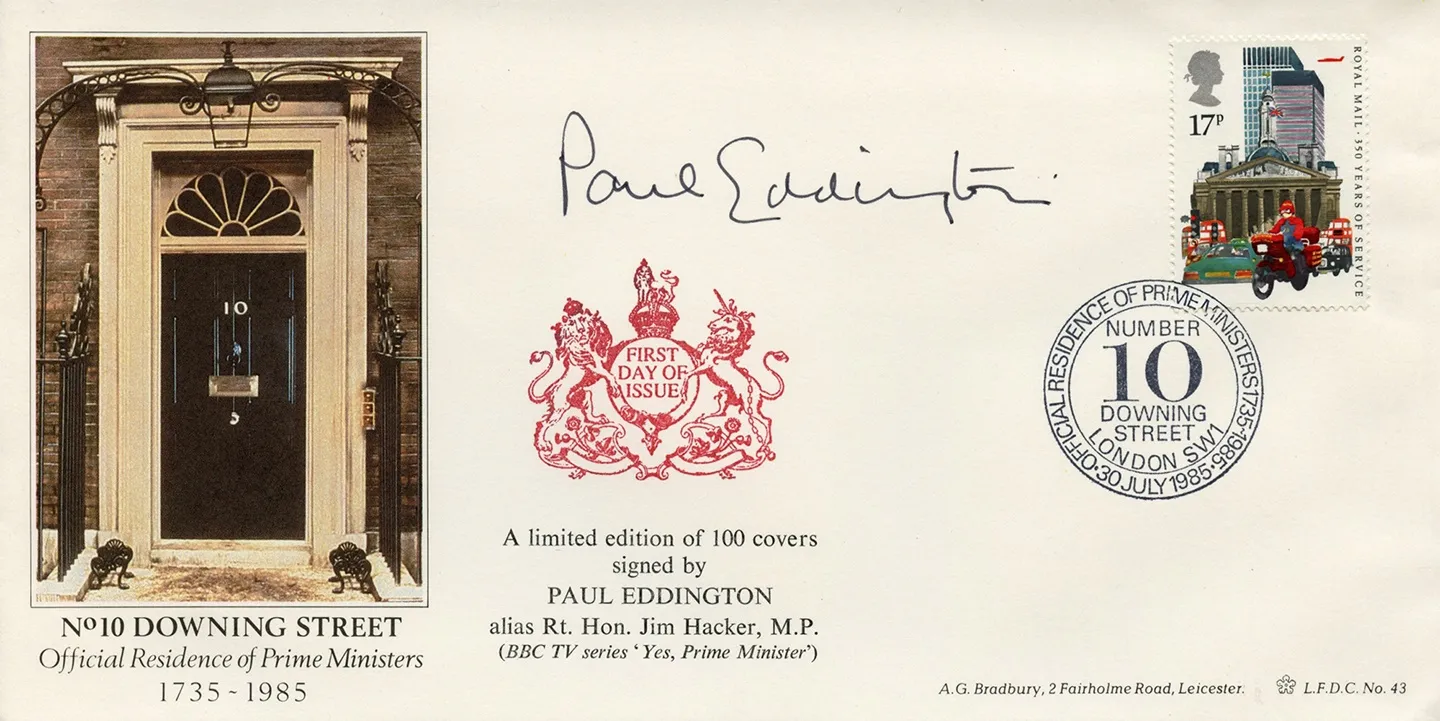 10
Nº10 DOWNING STREET
Official Residence of Prime Ministers
1735 ~ 1985
Paul Eddington
FIRST
DAY OF
ISSUE
A limited edition of 100 covers
signed by
PAUL EDDINGTON
alias Rt. Hon. Jim Hacker, M.P.
(BBC TV series ‘Yes, Prime Minister’)
17P
ROYAL MAIL · 350 YEARS OF SERVICE
OFFICIAL RESIDENCE OF PRIME MINISTERS 1735-1985
NUMBER
10
DOWNING
STREET
LONDON SW1
30 JULY 1985
A.G. Bradbury, 2 Fairholme Road, Leicester.
L.F.D.C. No. 43